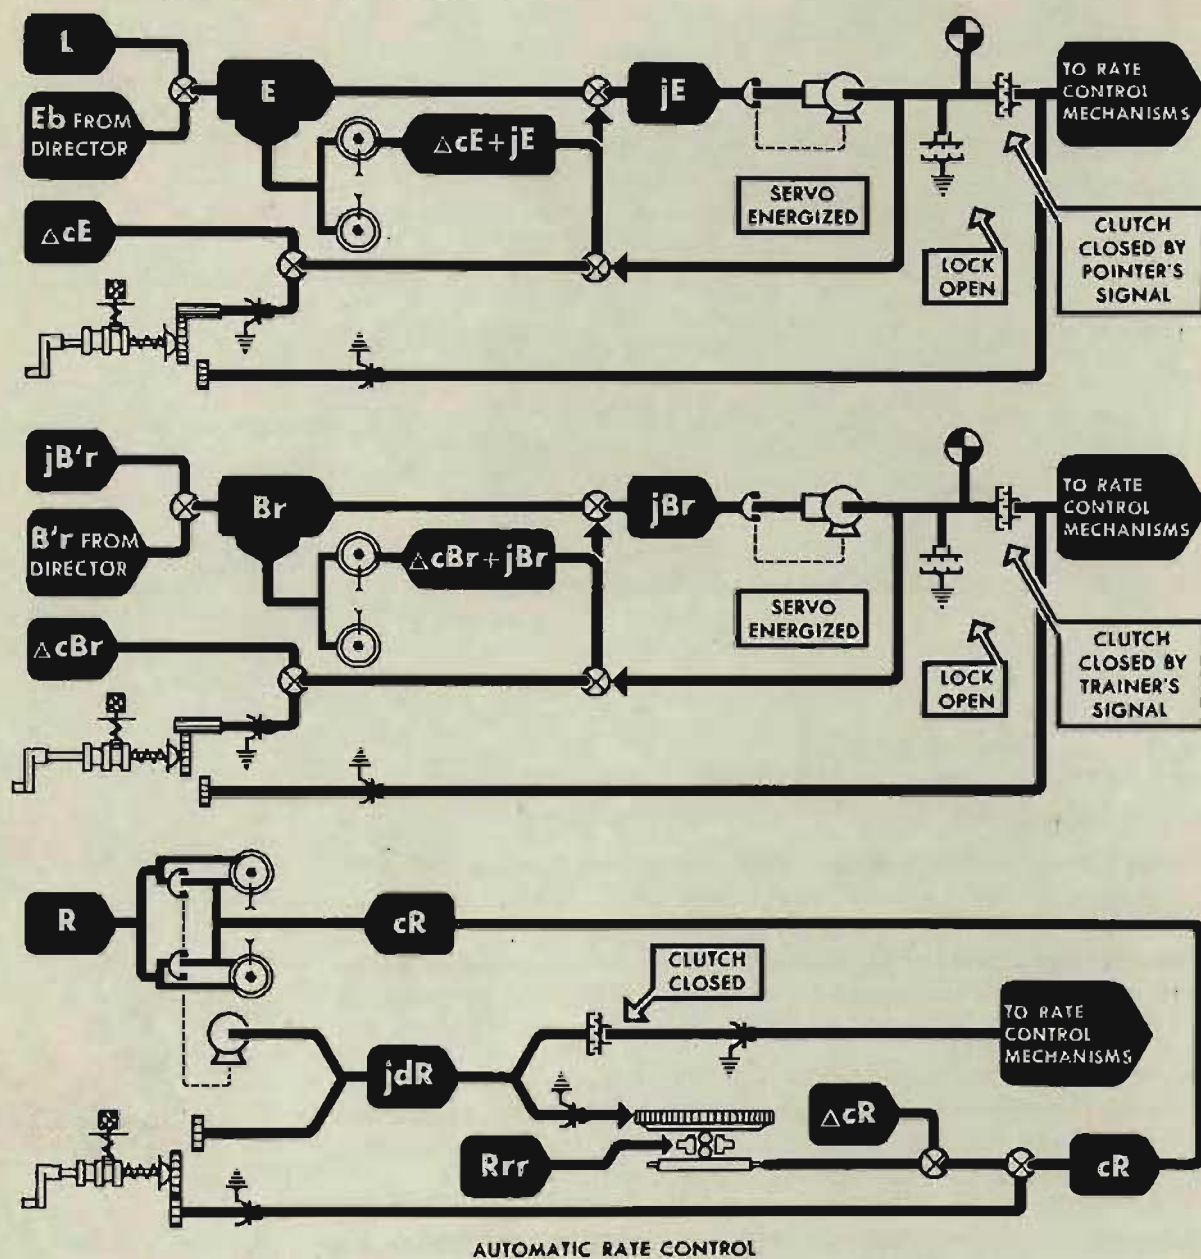 L
Eb FROM
DIRECTOR
E
jE
△cE+jE
△cE
SERVO
ENERGIZED
LOCK
OPEN
TO RATE
CONTROL
MECHANISMS
CLUTCH
CLOSED BY
POINTER'S
SIGNAL
jB'r
B'r FROM
DIRECTOR
Br
jBr
△cBr+jBr
△cBr
SERVO
ENERGIZED
LOCK
OPEN
TO RATE
CONTROL
MECHANISMS
CLUTCH
CLOSED BY
TRAINER'S
SIGNAL
R
cR
CLUTCH
CLOSED
TO RATE
CONTROL
MECHANISMS
jdR
△cR
Rrr
cR
AUTOMATIC RATE CONTROL